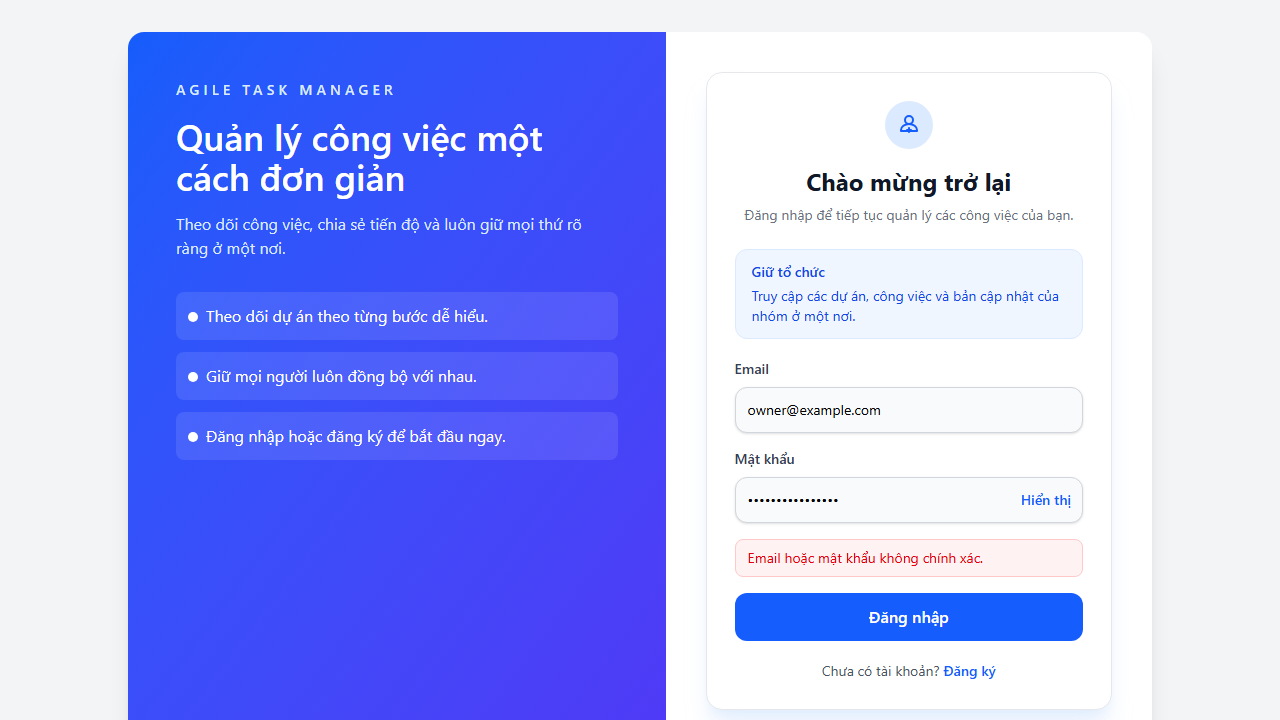 AGILE TASK MANAGER
Quản lý công việc một
cách đơn giản
Theo dõi công việc, chia sẻ tiến độ và luôn giữ mọi thứ rõ
ràng ở một nơi.
Theo dõi dự án theo từng bước dễ hiểu.
Giữ mọi người luôn đồng bộ với nhau.
Đăng nhập hoặc đăng ký để bắt đầu ngay.
Chào mừng trở lại
Đăng nhập để tiếp tục quản lý các công việc của bạn.
Giữ tổ chức
Truy cập các dự án, công việc và bản cập nhật của
nhóm ở một nơi.
Email
owner@example.com
Mật khẩu
••••••••••••••••
Hiển thị
Email hoặc mật khẩu không chính xác.
Đăng nhập
Chưa có tài khoản? Đăng ký